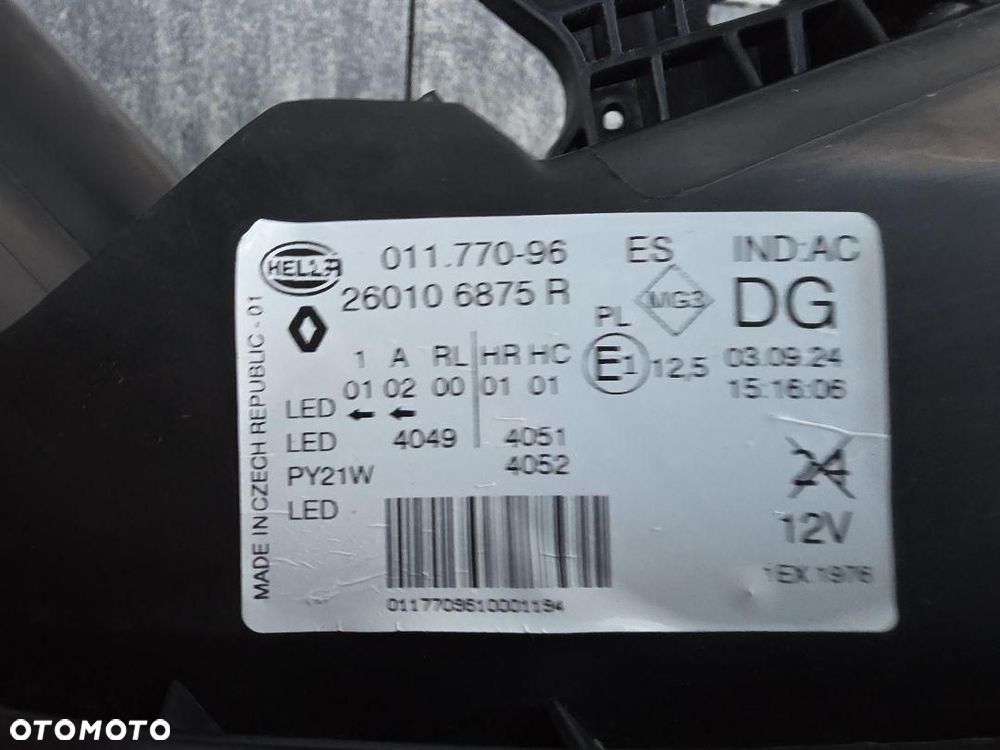 HELLA 011.770-96 ES IND:AC
26010 6875 R MG3 DG
PL
1 A RL HR HC E1 12,5 03.09.24
01 02 00 01 01 15:16:06
LED
LED 4049 4051
PY21W 4052 24
LED 12V
1EX.1976
MADE IN CZECH REPUBLIC - 01
OTOMOTO